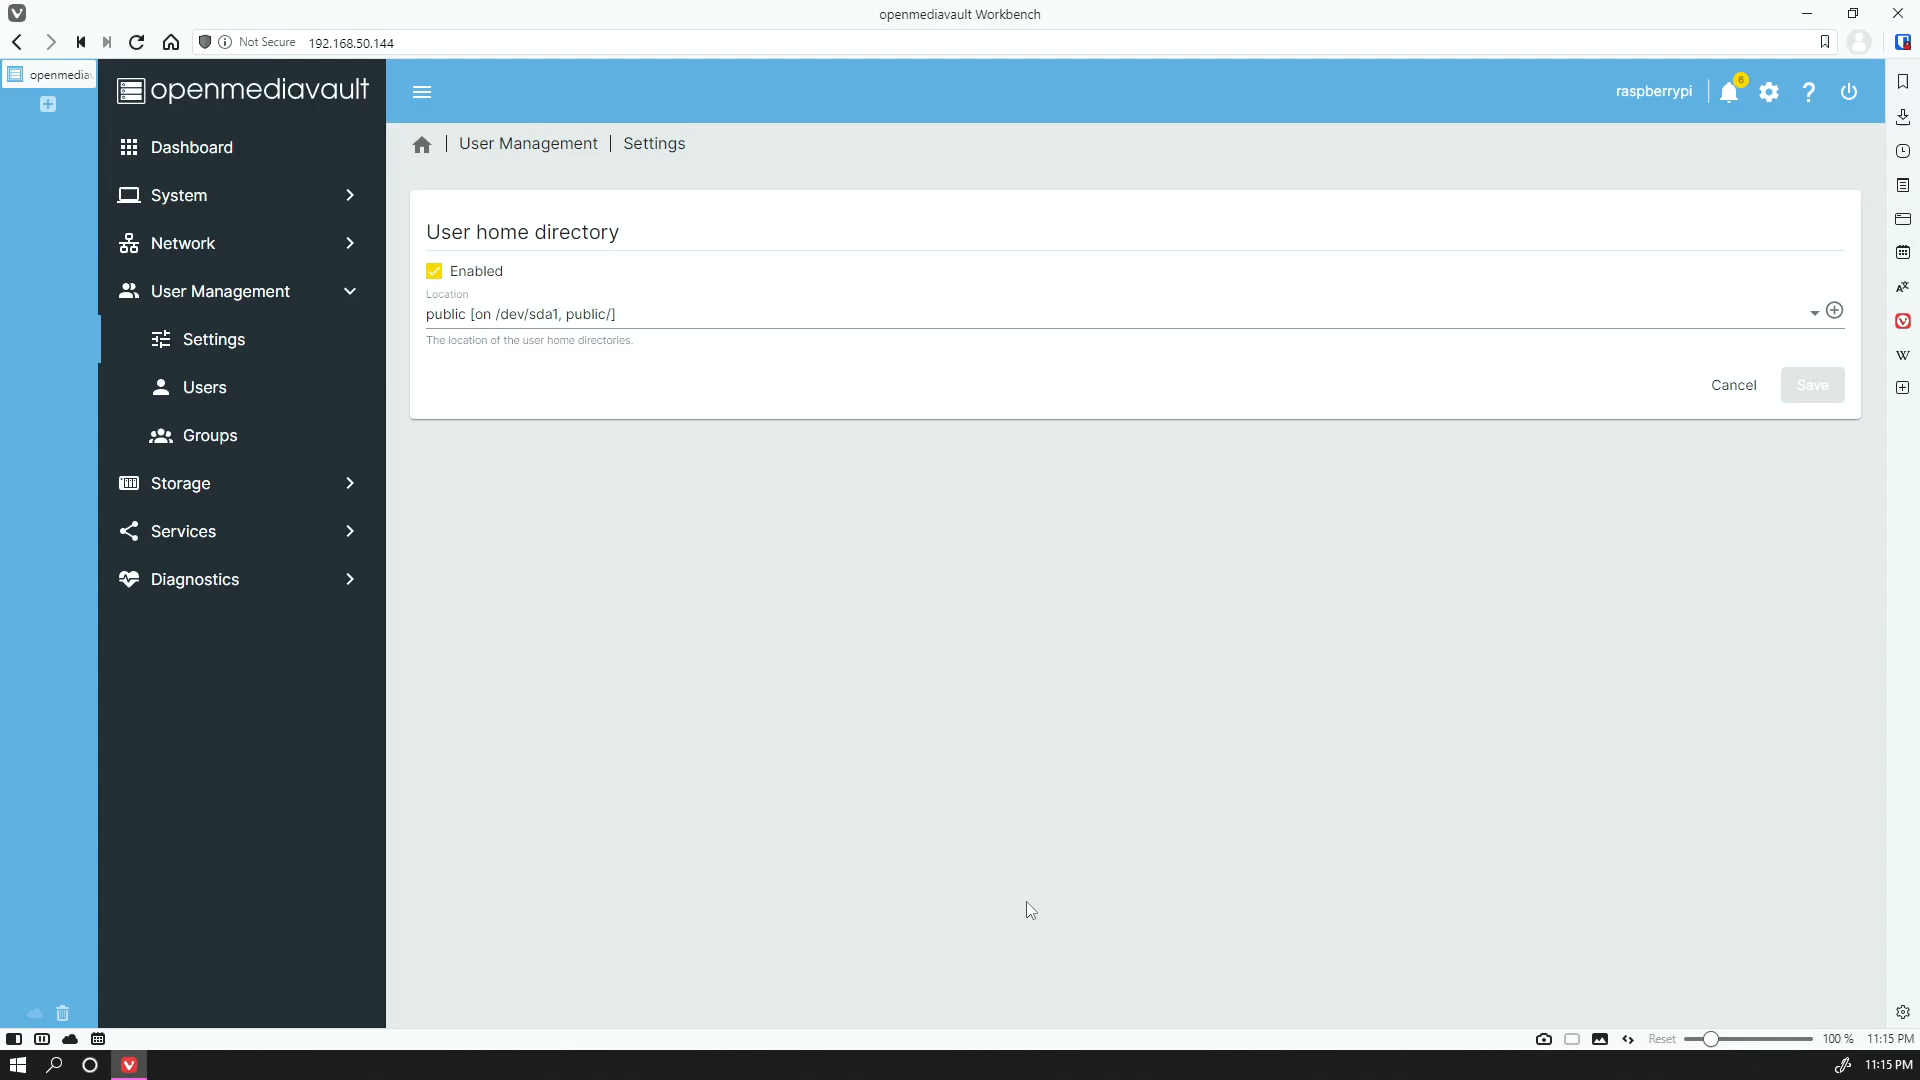 openmediavault Workbench
Not Secure 192.168.50.144
openmedia
openmediavault
raspberrypi
6
Dashboard
System
Network
User Management
Settings
Users
Groups
Storage
Services
Diagnostics
User Management | Settings
User home directory
Enabled
Location
public [on /dev/sda1, public/]
The location of the user home directories.
Cancel
Save
W
Reset
100 %
11:15 PM
11:15 PM